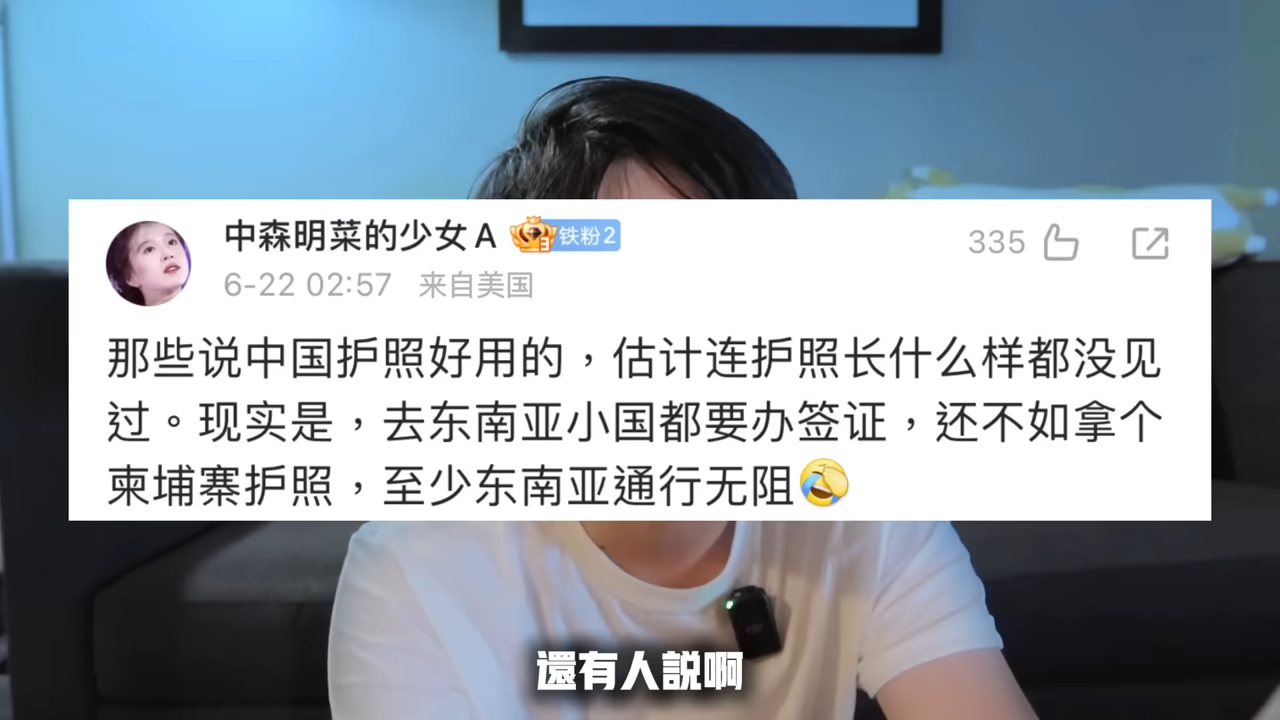 中森明菜的少女A 3 铁粉2
335
6-22 02:57 来自美国
那些说中国护照好用的，估计连护照长什么样都没见
过。现实是，去东南亚小国都要办签证，还不如拿个
柬埔寨护照，至少东南亚通行无阻🤣
還有人説啊